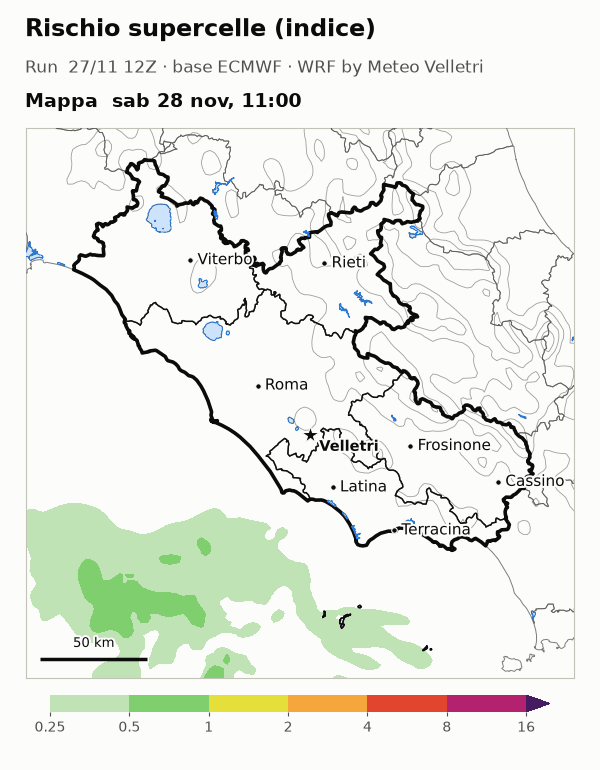 Rischio supercelle (indice)
Run  27/11 12Z · base ECMWF · WRF by Meteo Velletri
Mappa  sab 28 nov, 11:00
Viterbo
Rieti
Roma
Velletri
Frosinone
Cassino
Latina
Terracina
50 km
0.25 0.5 1 2 4 8 16